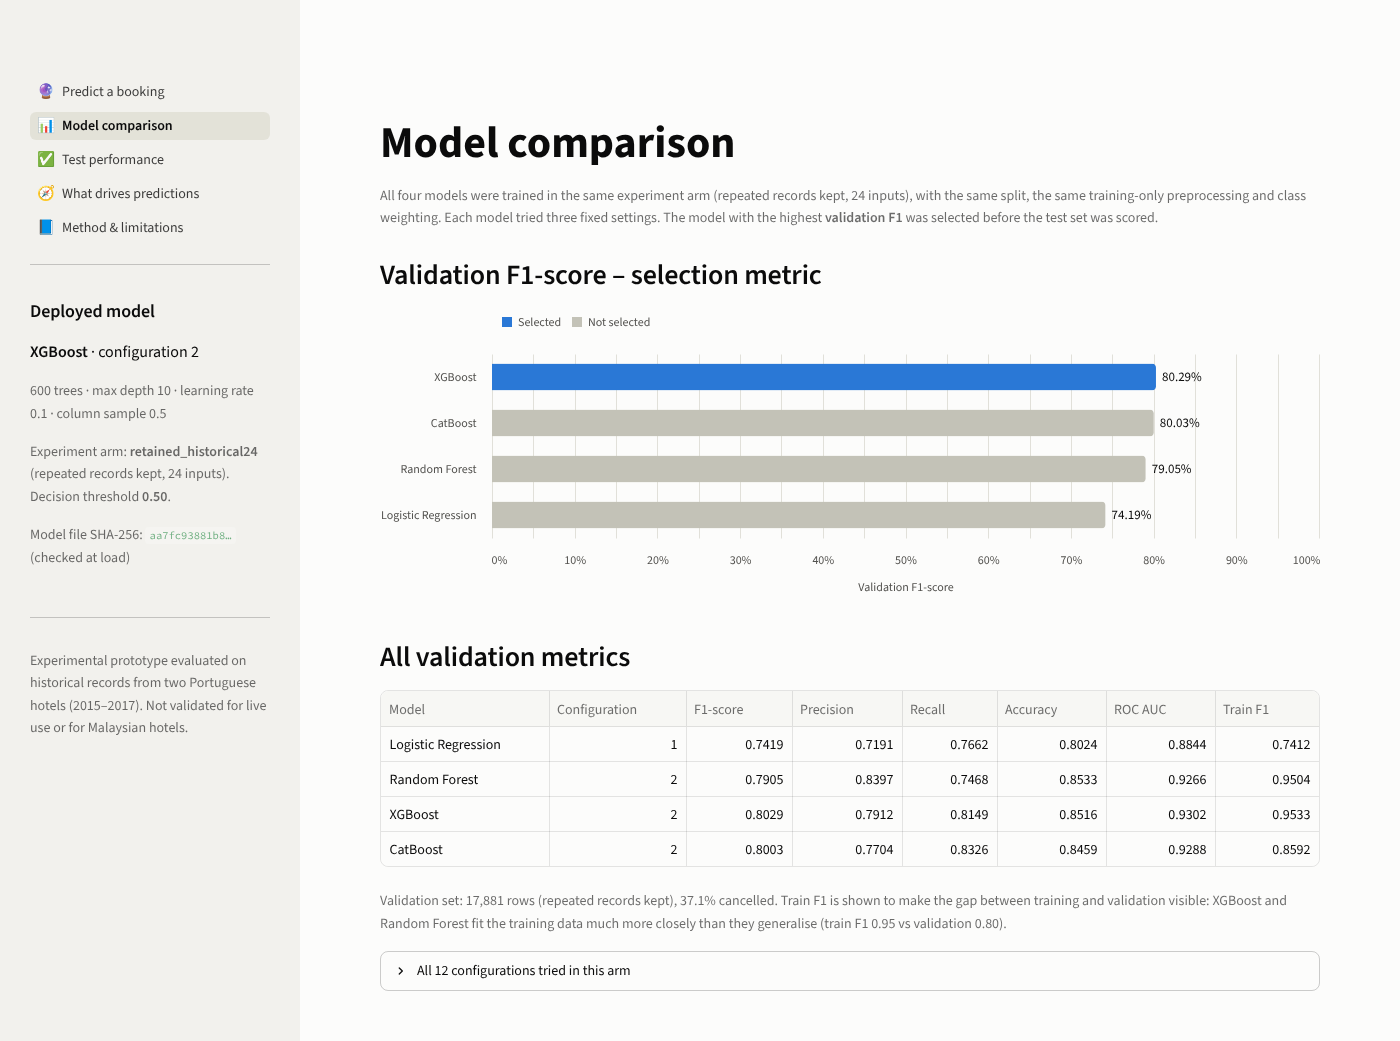 Predict a booking
Model comparison
Test performance
What drives predictions
Method & limitations
Deployed model
XGBoost · configuration 2
600 trees · max depth 10 · learning rate
0.1 · column sample 0.5
Experiment arm: retained_historical24
(repeated records kept, 24 inputs).
Decision threshold 0.50.
Model file SHA-256: aa7fc93881b8…
(checked at load)
Experimental prototype evaluated on
historical records from two Portuguese
hotels (2015–2017). Not validated for live
use or for Malaysian hotels.
Model comparison
All four models were trained in the same experiment arm (repeated records kept, 24 inputs), with the same split, the same training-only preprocessing and class
weighting. Each model tried three fixed settings. The model with the highest validation F1 was selected before the test set was scored.
Validation F1-score – selection metric
Selected Not selected
XGBoost 80.29%
CatBoost 80.03%
Random Forest 79.05%
Logistic Regression 74.19%
0% 10% 20% 30% 40% 50% 60% 70% 80% 90% 100%
Validation F1-score
All validation metrics
Model Configuration F1-score Precision Recall Accuracy ROC AUC Train F1
Logistic Regression 1 0.7419 0.7191 0.7662 0.8024 0.8844 0.7412
Random Forest 2 0.7905 0.8397 0.7468 0.8533 0.9266 0.9504
XGBoost 2 0.8029 0.7912 0.8149 0.8516 0.9302 0.9533
CatBoost 2 0.8003 0.7704 0.8326 0.8459 0.9288 0.8592
Validation set: 17,881 rows (repeated records kept), 37.1% cancelled. Train F1 is shown to make the gap between training and validation visible: XGBoost and
Random Forest fit the training data much more closely than they generalise (train F1 0.95 vs validation 0.80).
All 12 configurations tried in this arm